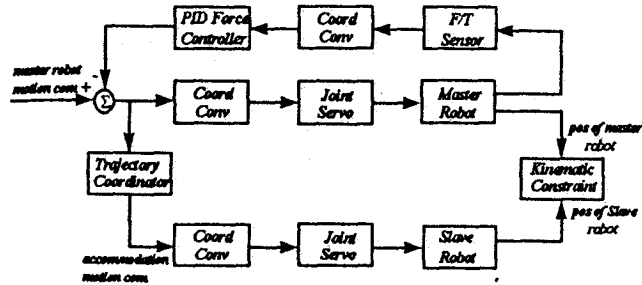 PID Force
Controller
Coord
Conv
F/T
Sensor
master robot
motion com.
+
-
Σ
Coord
Conv
Joint
Servo
Master
Robot
pos of master
robot
Trajectory
Coordinator
Kinematic
Constraint
pos of Slave
robot
Coord
Conv
Joint
Servo
Slave
Robot
accommodation
motion com.